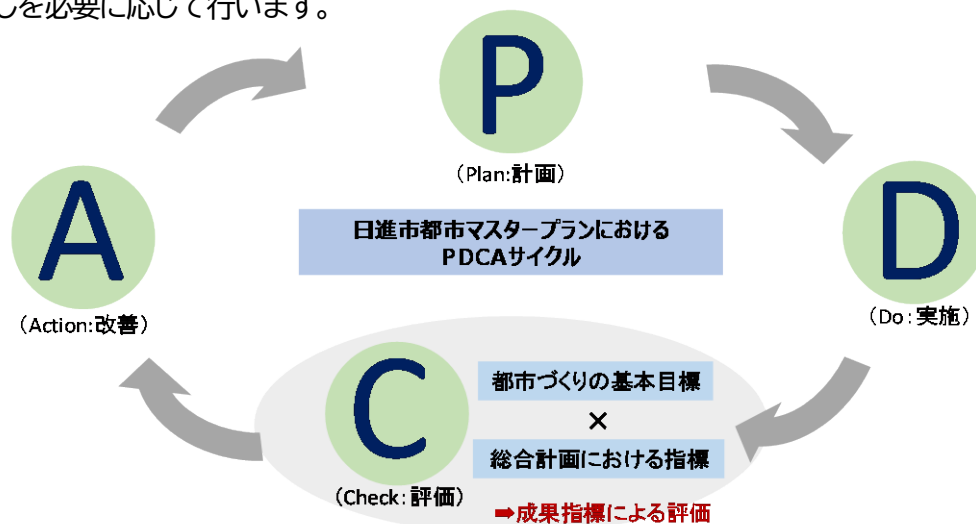 しを必要に応じて行います。
P
（Plan:計画）
A
（Action:改善）
日進市都市マスタープランにおける
PDCAサイクル
D
（Do：実施）
C
（Check：評価）
都市づくりの基本目標
×
総合計画における指標
➡成果指標による評価